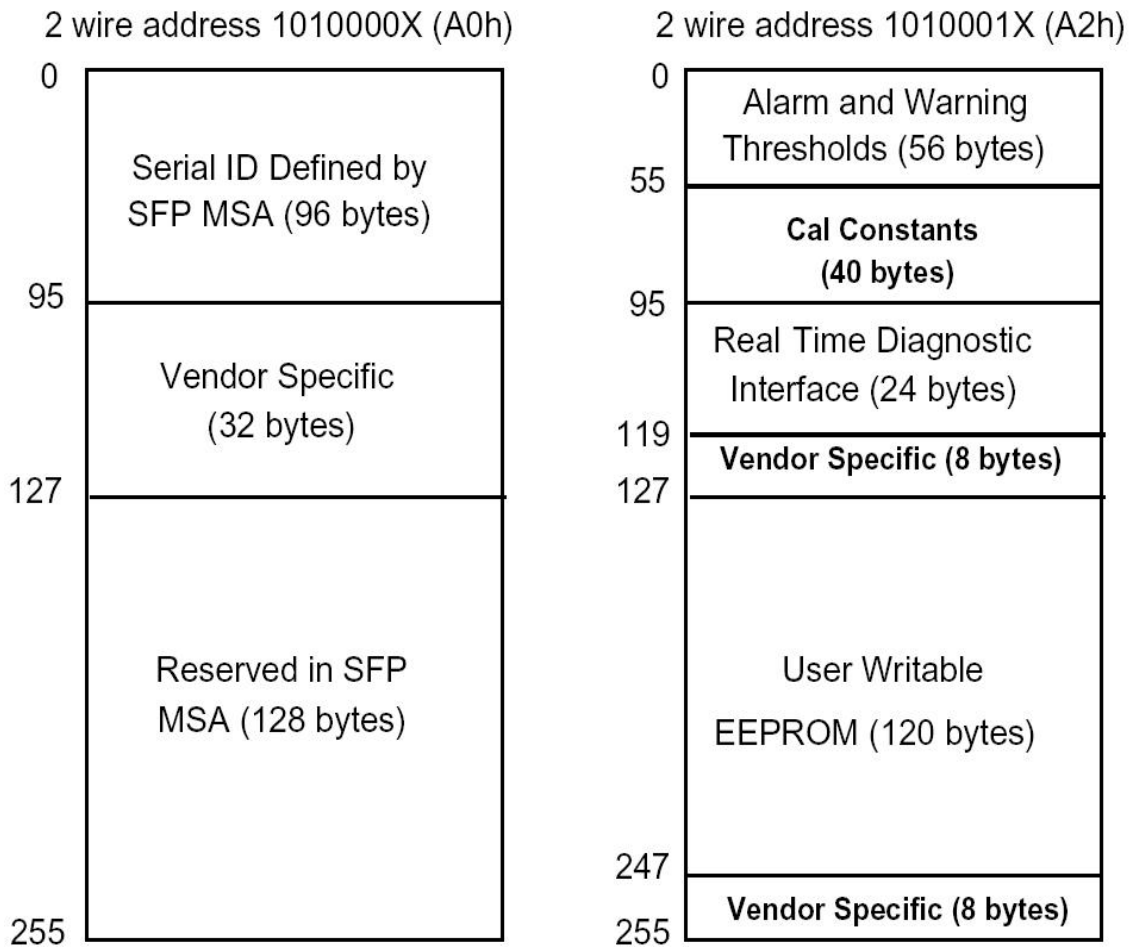 2 wire address 1010000X (A0h)
0
Serial ID Defined by
SFP MSA (96 bytes)
95
Vendor Specific
(32 bytes)
127
Reserved in SFP
MSA (128 bytes)
255
2 wire address 1010001X (A2h)
0
Alarm and Warning
Thresholds (56 bytes)
55
Cal Constants
(40 bytes)
95
Real Time Diagnostic
Interface (24 bytes)
119
Vendor Specific (8 bytes)
127
User Writable
EEPROM (120 bytes)
247
Vendor Specific (8 bytes)
255